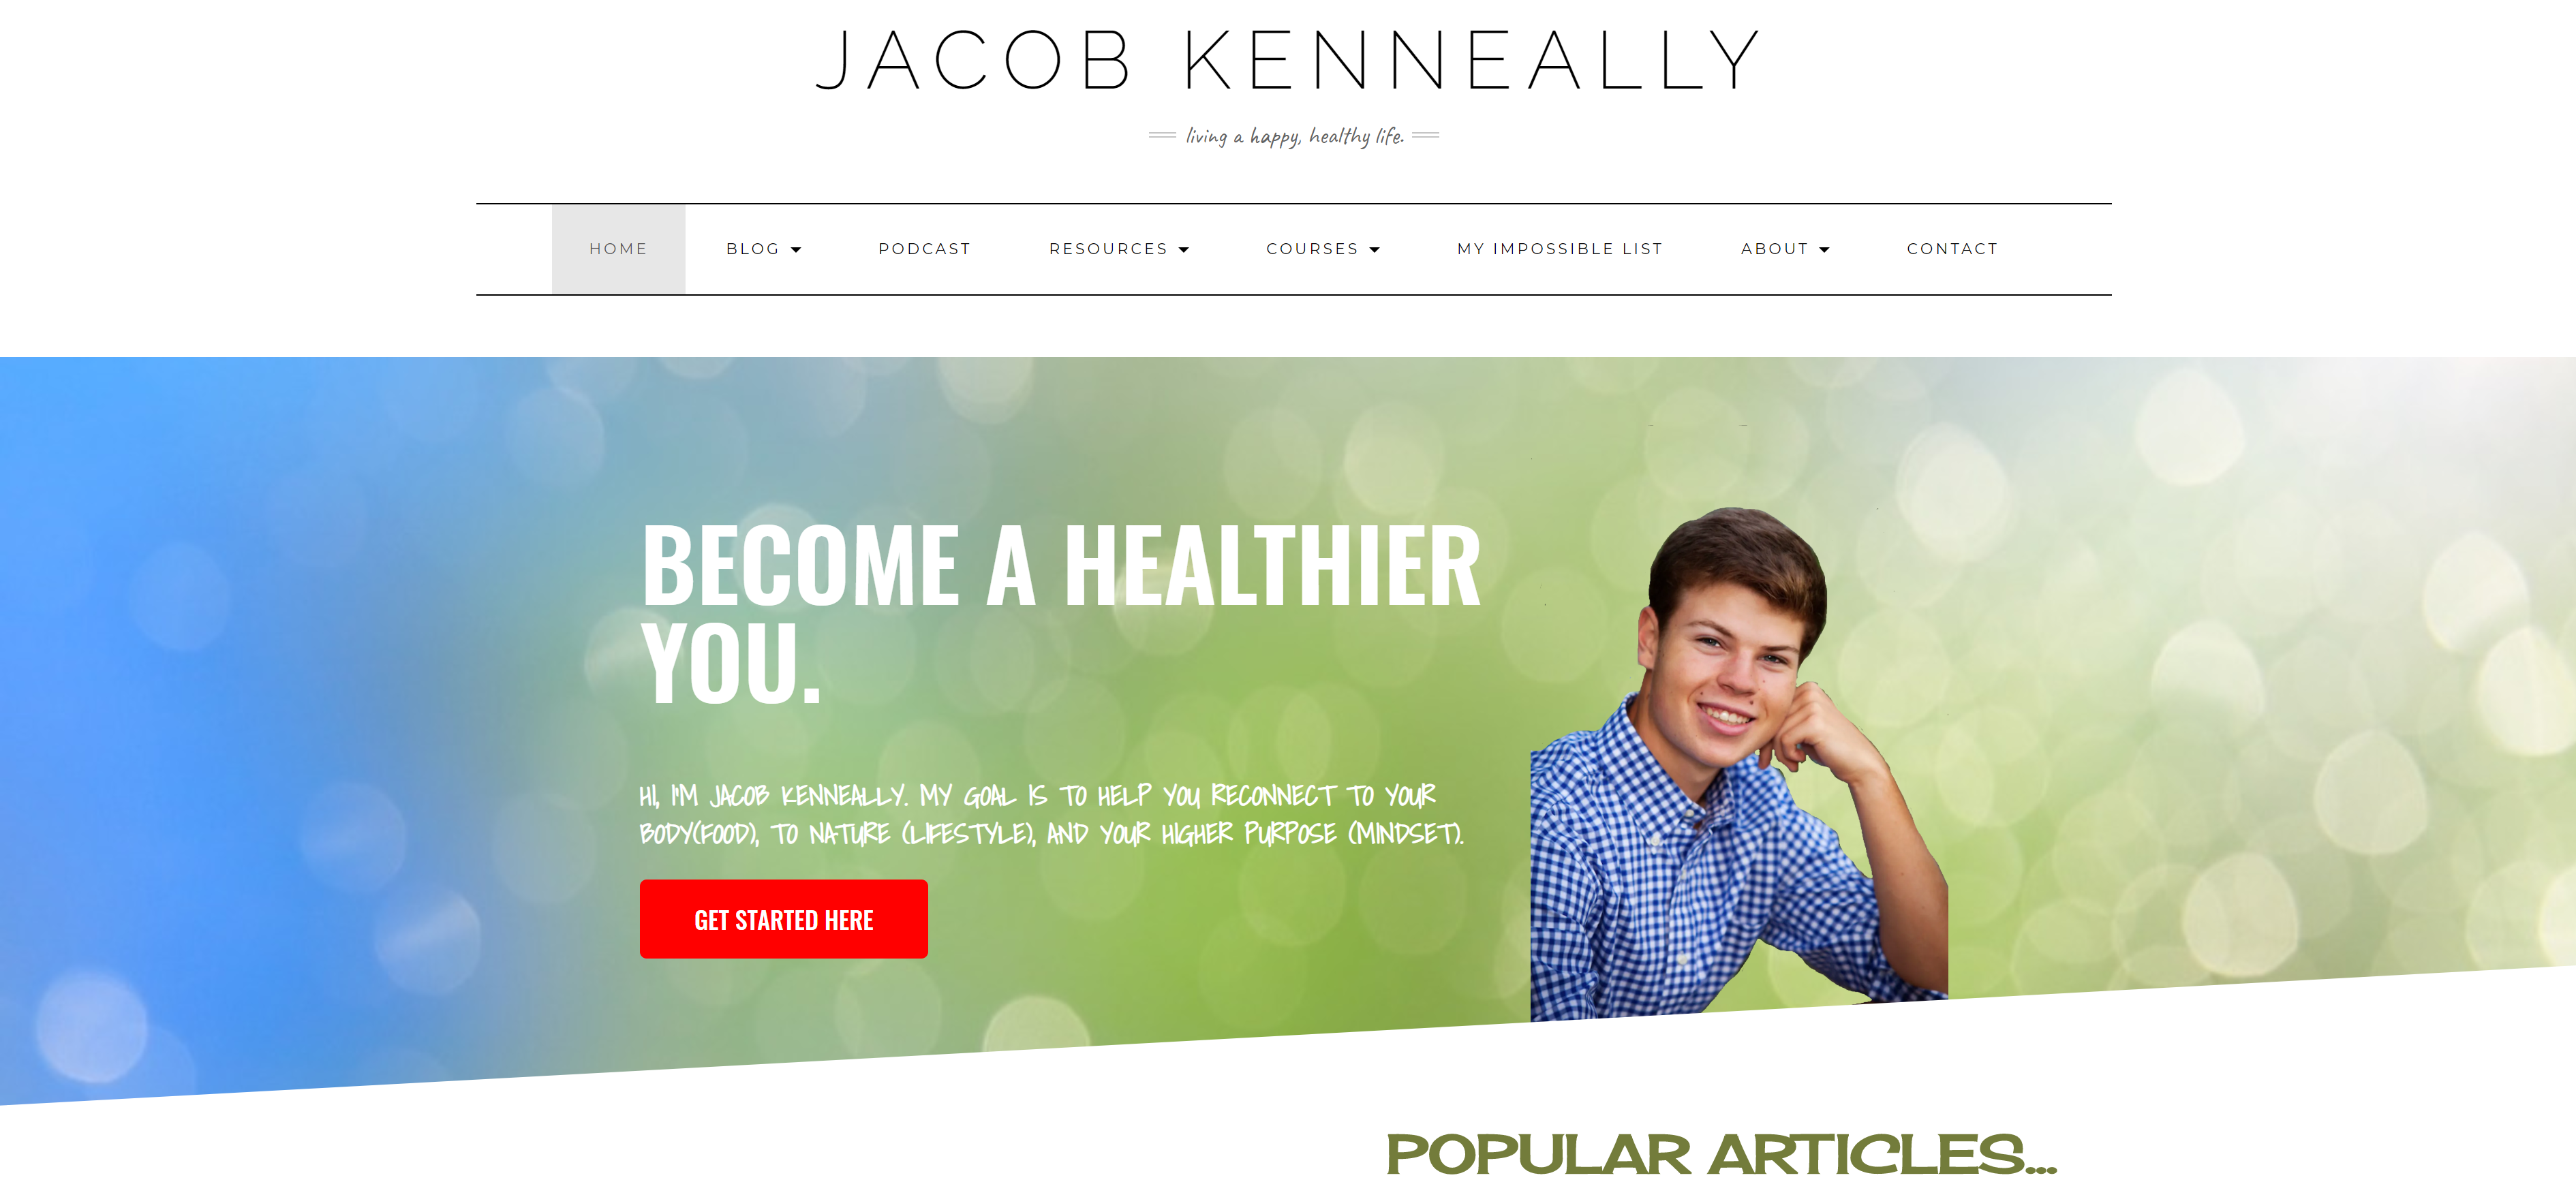 JACOB KENNEALLY
living a happy, healthy life.
HOME BLOG PODCAST RESOURCES COURSES MY IMPOSSIBLE LIST ABOUT CONTACT
BECOME A HEALTHIER
YOU.
HI, I'M JACOB KENNEALLY. MY GOAL IS TO HELP YOU RECONNECT TO YOUR
BODY(FOOD), TO NATURE (LIFESTYLE), AND YOUR HIGHER PURPOSE (MINDSET).
GET STARTED HERE
POPULAR ARTICLES...